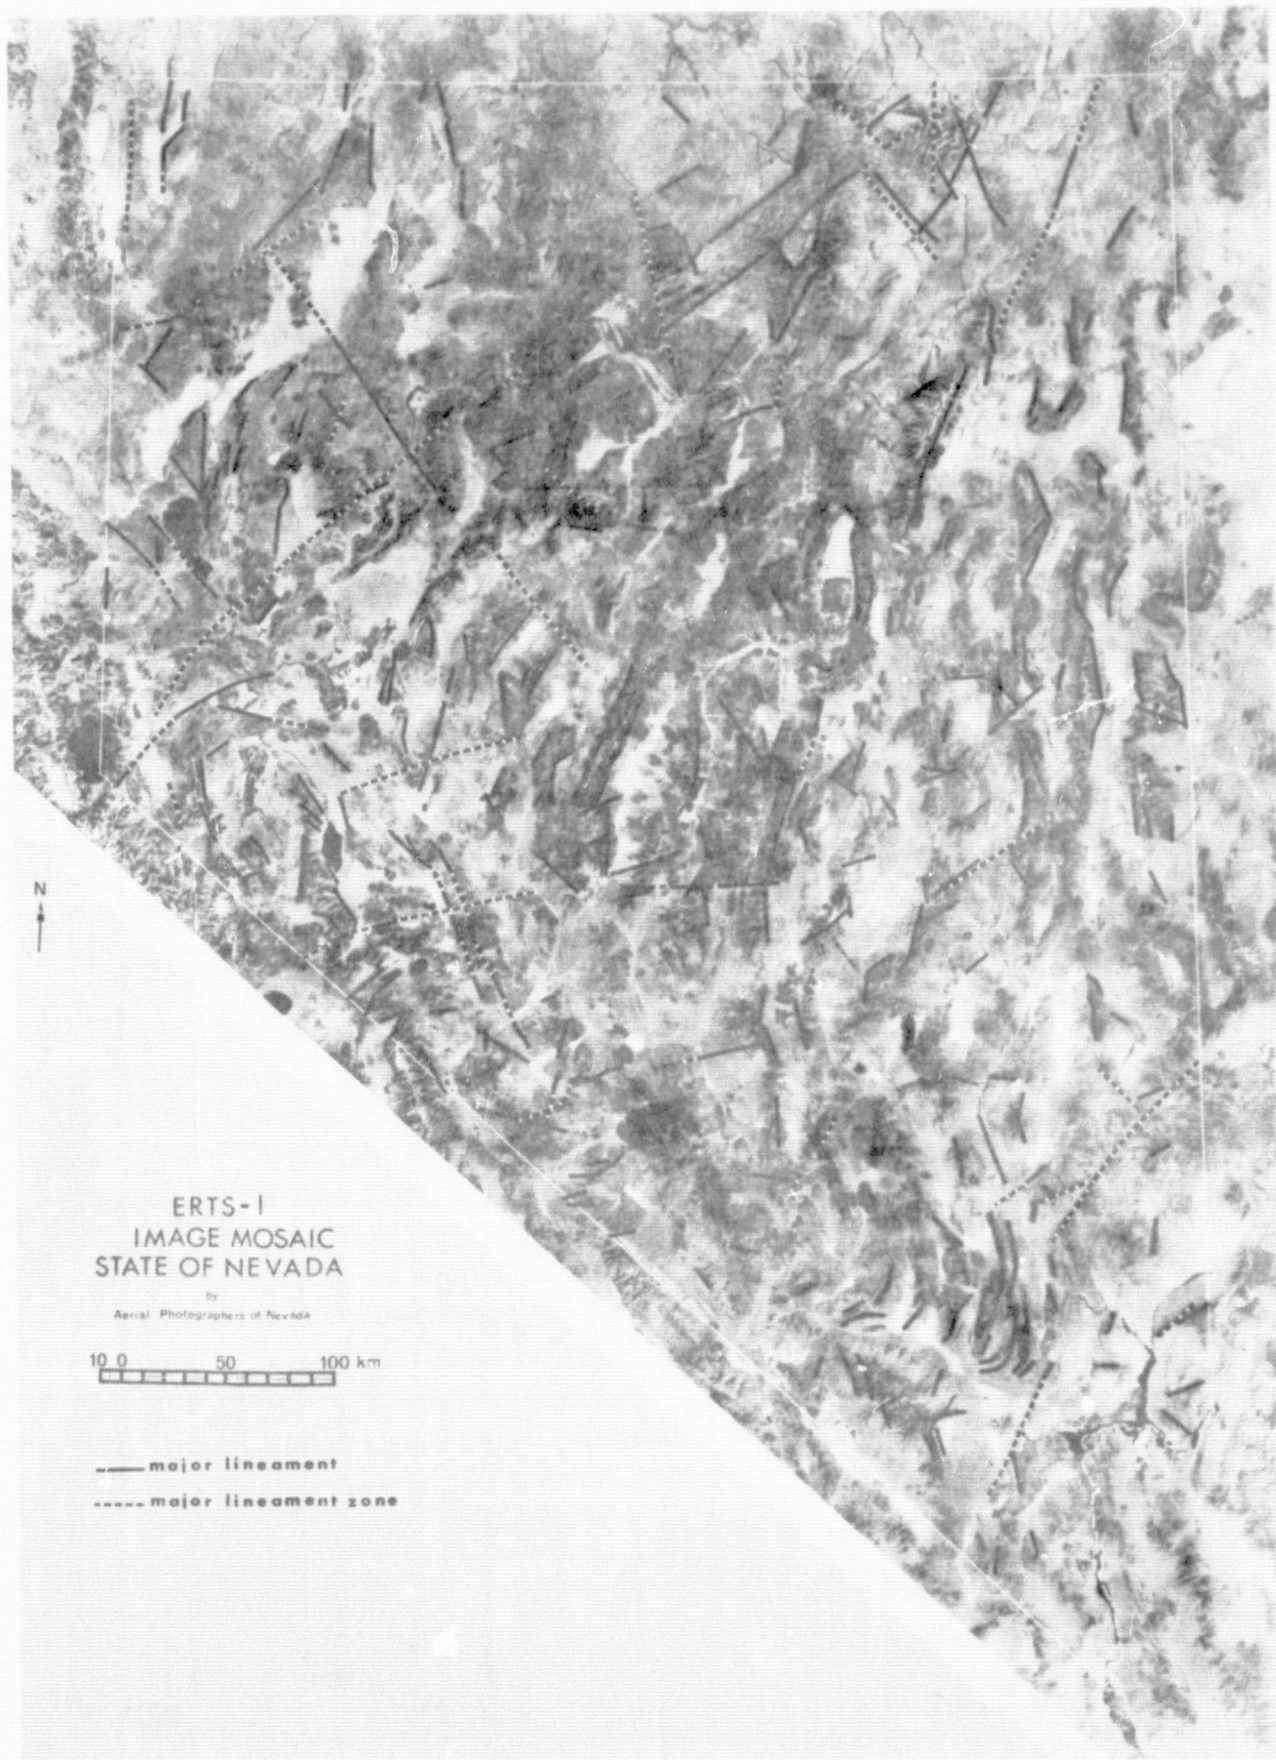 N
ERTS-1
IMAGE MOSAIC
STATE OF NEVADA
by
Aerial Photographers of Nevada
10 0 50 100 km
major lineament
major lineament zone